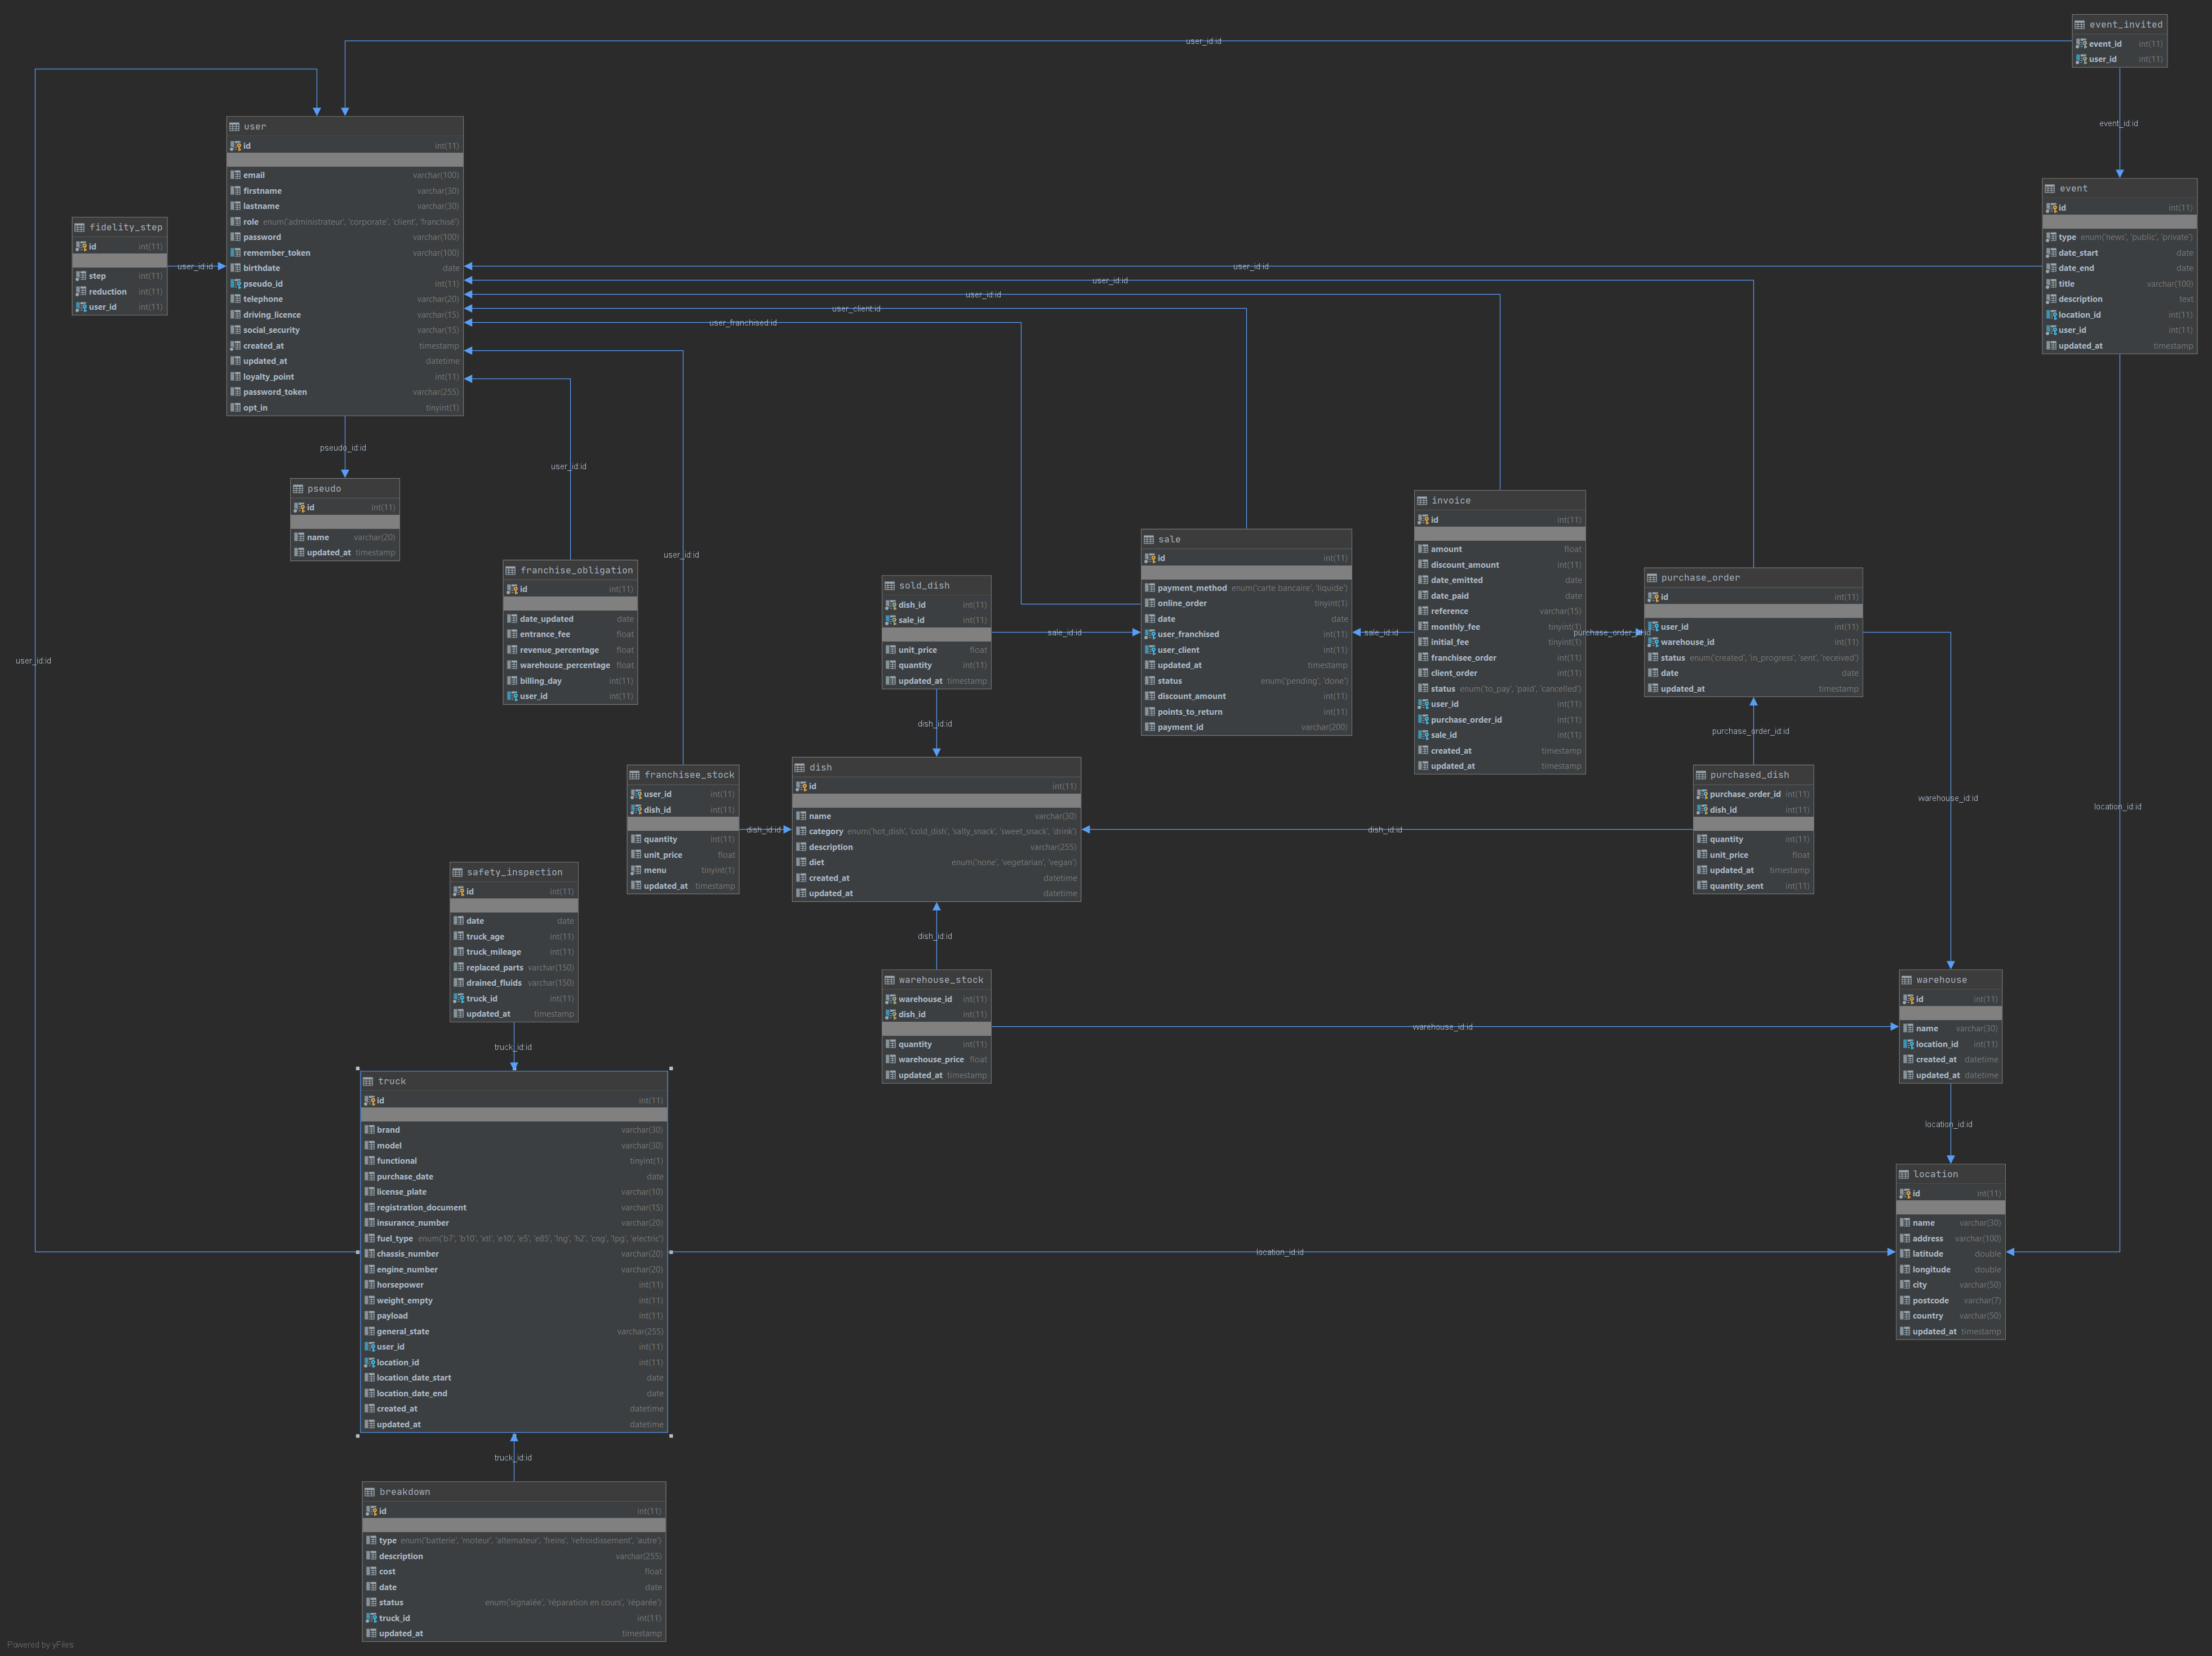 event_invited
event_id int(11)
user_id int(11)
user_id:id
event_id:id
user
id int(11)
email varchar(100)
firstname varchar(30)
lastname varchar(30)
role enum('administrateur', 'corporate', 'client', 'franchisé')
password varchar(100)
remember_token varchar(100)
birthdate date
pseudo_id int(11)
telephone varchar(20)
driving_licence varchar(15)
social_security varchar(15)
created_at timestamp
updated_at datetime
loyalty_point int(11)
password_token varchar(255)
opt_in tinyint(1)
event
id int(11)
type enum('news', 'public', 'private')
date_start date
date_end date
title varchar(100)
description text
location_id int(11)
user_id int(11)
updated_at timestamp
fidelity_step
id int(11)
step int(11)
reduction int(11)
user_id int(11)
user_id:id
user_id:id
user_id:id
user_id:id
user_client:id
user_franchised:id
pseudo_id:id
user_id:id
pseudo
id int(11)
name varchar(20)
updated_at timestamp
user_id:id
franchise_obligation
id int(11)
date_updated date
entrance_fee float
revenue_percentage float
warehouse_percentage float
billing_day int(11)
user_id int(11)
sold_dish
dish_id int(11)
sale_id int(11)
unit_price float
quantity int(11)
updated_at timestamp
sale_id:id
sale
id int(11)
payment_method enum('carte bancaire', 'liquide')
online_order tinyint(1)
date date
user_franchised int(11)
user_client int(11)
updated_at timestamp
status enum('pending', 'done')
discount_amount int(11)
points_to_return int(11)
payment_id varchar(200)
sale_id:id
invoice
id int(11)
amount float
discount_amount int(11)
date_emitted date
date_paid date
reference varchar(15)
monthly_fee tinyint(1)
initial_fee tinyint(1)
franchisee_order int(11)
client_order int(11)
status enum('to_pay', 'paid', 'cancelled')
user_id int(11)
purchase_order_id int(11)
sale_id int(11)
created_at timestamp
updated_at timestamp
purchase_order_id:id
purchase_order
id int(11)
user_id int(11)
warehouse_id int(11)
status enum('created', 'in_progress', 'sent', 'received')
date date
updated_at timestamp
user_id:id
dish_id:id
purchase_order_id:id
franchisee_stock
user_id int(11)
dish_id int(11)
quantity int(11)
unit_price float
menu tinyint(1)
updated_at timestamp
dish_id:id
dish
id int(11)
name varchar(30)
category enum('hot_dish', 'cold_dish', 'salty_snack', 'sweet_snack', 'drink')
description varchar(255)
diet enum('none', 'vegetarian', 'vegan')
created_at datetime
updated_at datetime
dish_id:id
purchased_dish
purchase_order_id int(11)
dish_id int(11)
quantity int(11)
unit_price float
updated_at timestamp
quantity_sent int(11)
warehouse_id:id
location_id:id
safety_inspection
id int(11)
date date
truck_age int(11)
truck_mileage int(11)
replaced_parts varchar(150)
drained_fluids varchar(150)
truck_id int(11)
updated_at timestamp
dish_id:id
warehouse_stock
warehouse_id int(11)
dish_id int(11)
quantity int(11)
warehouse_price float
updated_at timestamp
warehouse_id:id
warehouse
id int(11)
name varchar(30)
location_id int(11)
created_at datetime
updated_at datetime
truck_id:id
location_id:id
truck
id int(11)
brand varchar(30)
model varchar(30)
functional tinyint(1)
purchase_date date
license_plate varchar(10)
registration_document varchar(15)
insurance_number varchar(20)
fuel_type enum('b7', 'b10', 'xtl', 'e10', 'e5', 'e85', 'lng', 'h2', 'cng', 'lpg', 'electric')
chassis_number varchar(20)
engine_number varchar(20)
horsepower int(11)
weight_empty int(11)
payload int(11)
general_state varchar(255)
user_id int(11)
location_id int(11)
location_date_start date
location_date_end date
created_at datetime
updated_at datetime
location_id:id
location
id int(11)
name varchar(30)
address varchar(100)
latitude double
longitude double
city varchar(50)
postcode varchar(7)
country varchar(50)
updated_at timestamp
truck_id:id
breakdown
id int(11)
type enum('batterie', 'moteur', 'alternateur', 'freins', 'refroidissement', 'autre')
description varchar(255)
cost float
date date
status enum('signalée', 'réparation en cours', 'réparée')
truck_id int(11)
updated_at timestamp
Powered by yFiles